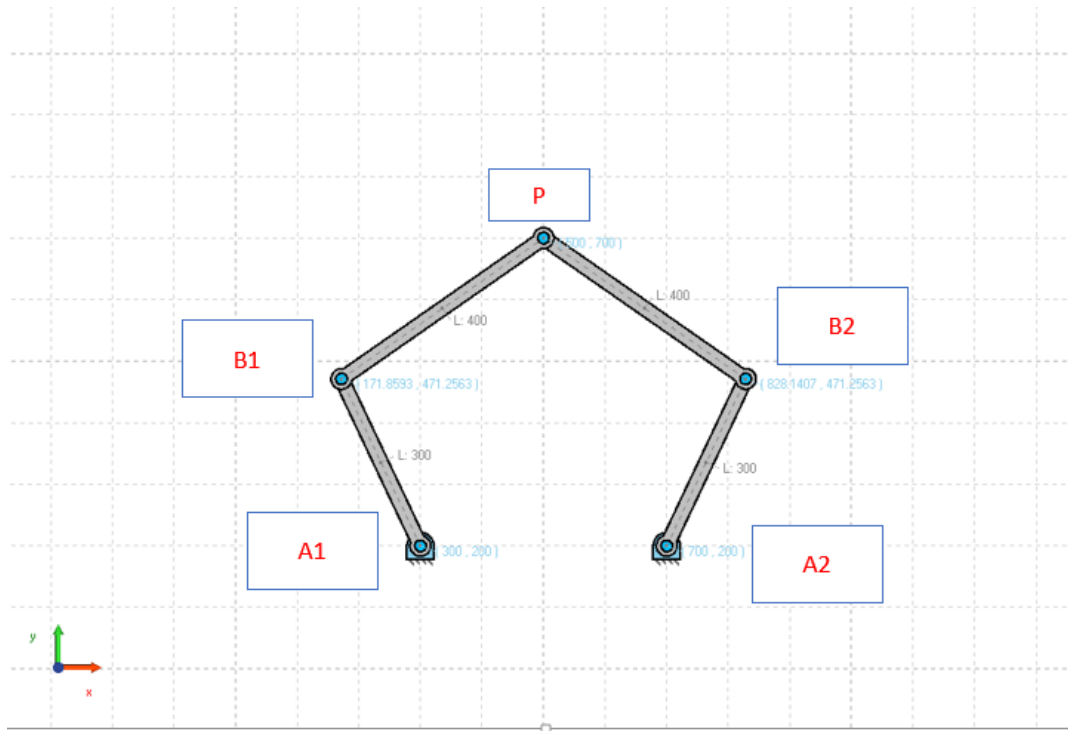 P
( 500 , 700 )
L: 400
L: 400
B2
B1
( 171.8593 , 471.2563 )
( 828.1407 , 471.2563 )
L: 300
L: 300
A1
( 300 , 200 )
( 700 , 200 )
A2
y
x